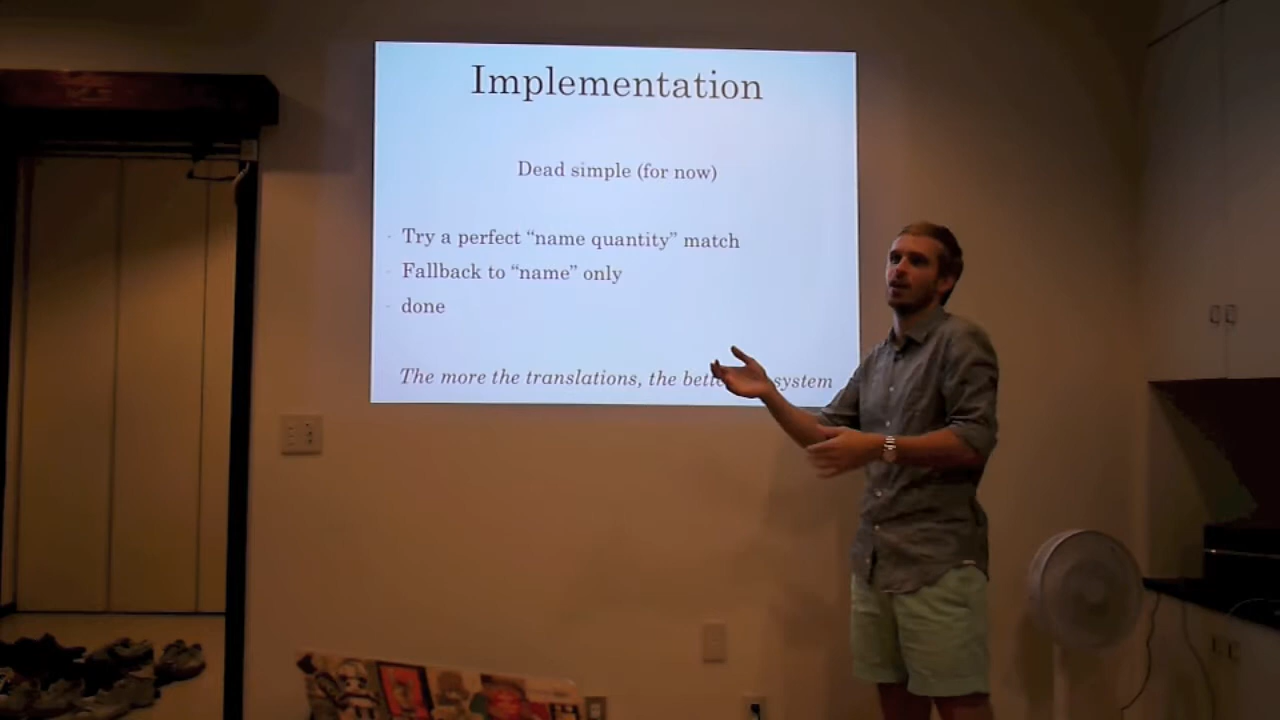 Implementation
Dead simple (for now)
- Try a perfect “name quantity” match
- Fallback to “name” only
- done
The more the translations, the system